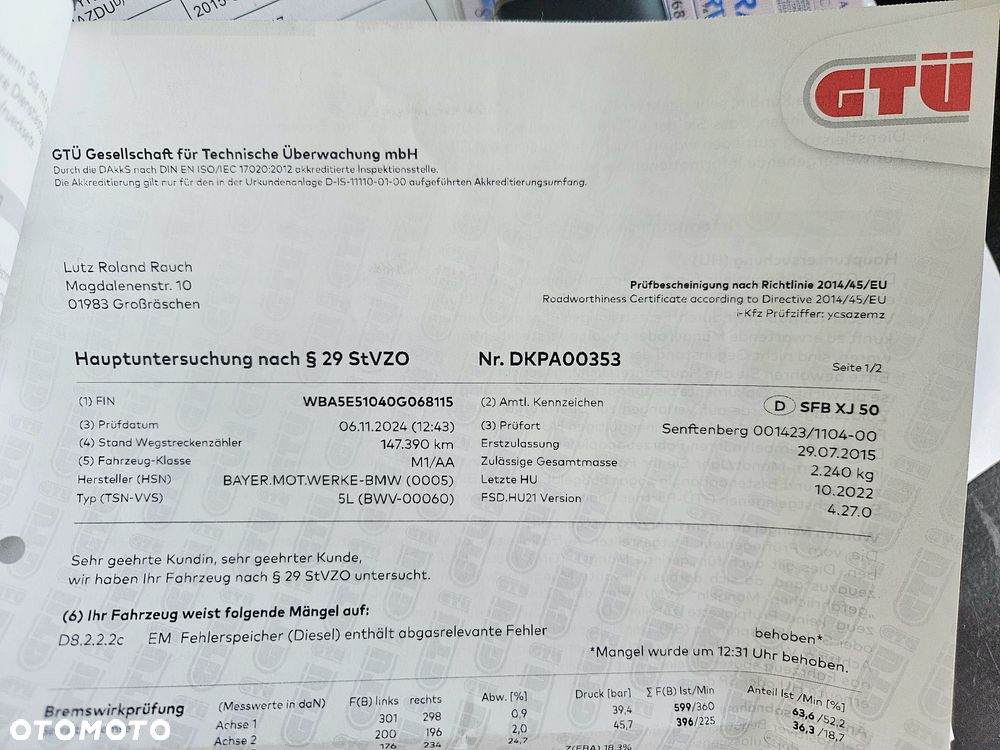 GTÜ
GTÜ Gesellschaft für Technische Überwachung mbH
Durch die DAkkS nach DIN EN ISO/IEC 17020:2012 akkreditierte Inspektionsstelle.
Die Akkreditierung gilt nur für den in der Urkundenanlage D-IS-11110-01-00 aufgeführten Akkreditierungsumfang.
Lutz Roland Rauch
Magdalenenstr. 10
01983 Großräschen
Prüfbescheinigung nach Richtlinie 2014/45/EU
Roadworthiness Certificate according to Directive 2014/45/EU
i-Kfz Prüfziffer: ycsazemz
Hauptuntersuchung nach § 29 StVZO Nr. DKPA00353 Seite 1/2
(1) FIN WBA5E51040G068115 (2) Amtl. Kennzeichen D SFB XJ 50
(3) Prüfdatum 06.11.2024 (12:43) (3) Prüfort Senftenberg 001423/1104-00
(4) Stand Wegstreckenzähler 147.390 km Erstzulassung 29.07.2015
(5) Fahrzeug-Klasse M1/AA Zulässige Gesamtmasse 2.240 kg
Hersteller (HSN) BAYER.MOT.WERKE-BMW (0005) Letzte HU 10.2022
Typ (TSN-VVS) 5L (BWV-00060) FSD.HU21 Version 4.27.0
Sehr geehrte Kundin, sehr geehrter Kunde,
wir haben Ihr Fahrzeug nach § 29 StVZO untersucht.
(6) Ihr Fahrzeug weist folgende Mängel auf:
D8.2.2.2c EM Fehlerspeicher (Diesel) enthält abgasrelevante Fehler behoben*
*Mangel wurde um 12:31 Uhr behoben.
Bremswirkprüfung (Messwerte in daN) F(B) links rechts Abw. [%] Druck [bar] Σ F(B) Ist/Min Anteil Ist /Min [%]
Achse 1 301 298 0,9 39,4 599/360 63,6 /52,2
Achse 2 200 196 2,0 45,7 396/225 36,3 /18,7
176 234 24,7 Z(FBA) 18,3%
OTOMOTO